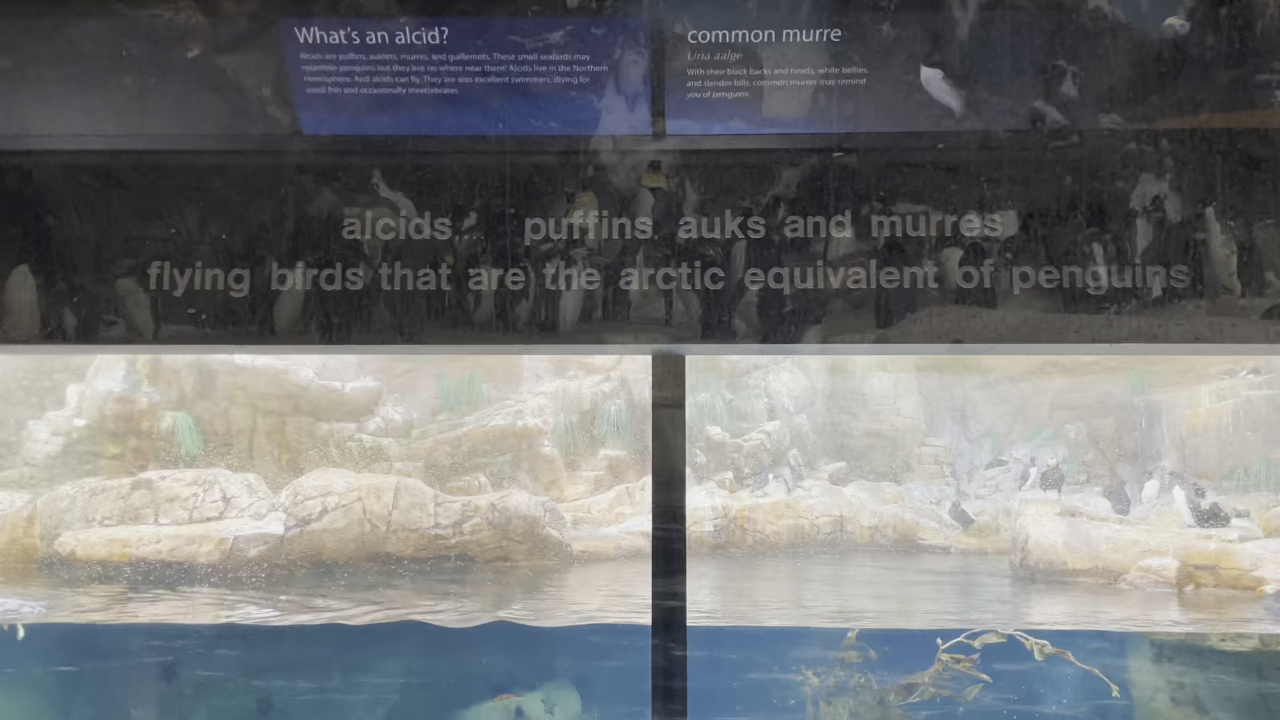 What's an alcid?
Alcids are puffins, auklets, murres, and guillemots. These small seabirds may
resemble penguins but they live no where near them! Alcids live in the Northern
Hemisphere. And alcids can fly. They are also excellent swimmers, diving for
small fish and occasionally invertebrates.
common murre
Uria aalge
With their black backs and heads, white bellies,
and slender bills, common murres may remind
you of penguins.
alcids... puffins, auks and murres
flying birds that are the arctic equivalent of penguins